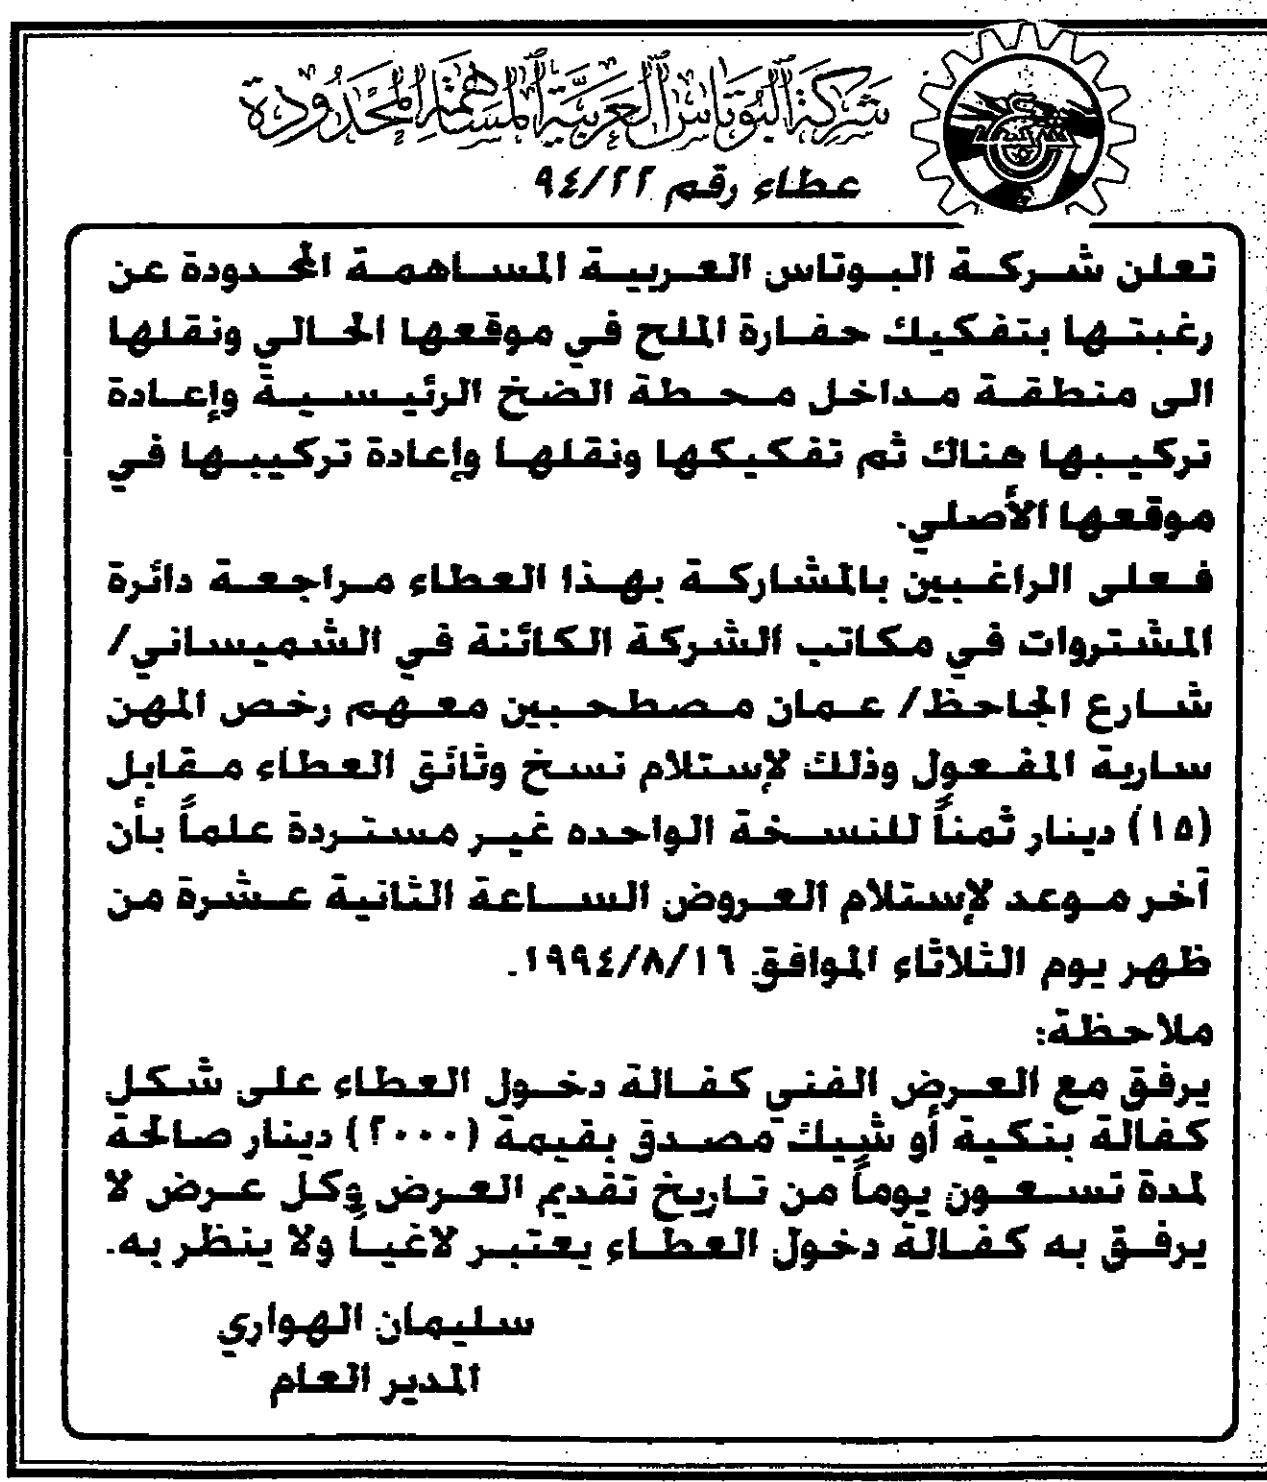 شركة البوتاس العربية المساهمة المحدودة
عطاء رقم ٩٤/٢٢
تعلن شركة البوتاس العربية المساهمة المحدودة عن
رغبتها بتفكيك حفارة الملح في موقعها الحالي ونقلها
الى منطقة مداخل محطة الضخ الرئيسية وإعادة
تركيبها هناك ثم تفكيكها ونقلها وإعادة تركيبها في
موقعها الأصلي.
فعلى الراغبين بالمشاركة بهذا العطاء مراجعة دائرة
المشتروات في مكاتب الشركة الكائنة في الشميساني/
شارع الجاحظ/ عمان مصطحبين معهم رخص المهن
سارية المفعول وذلك لإستلام نسخ وثائق العطاء مقابل
(١٥) دينار ثمناً للنسخة الواحده غير مستردة علماً بأن
آخر موعد لإستلام العروض الساعة الثانية عشرة من
ظهر يوم الثلاثاء الموافق ١٩٩٤/٨/١٦.
ملاحظة:
يرفق مع العرض الفني كفالة دخول العطاء على شكل
كفالة بنكية أو شيك مصدق بقيمة (٢٠٠٠) دينار صالحة
لمدة تسعون يوماً من تاريخ تقديم العرض وكل عرض لا
يرفق به كفالة دخول العطاء يعتبر لاغياً ولا ينظر به.
سليمان الهواري
المدير العام